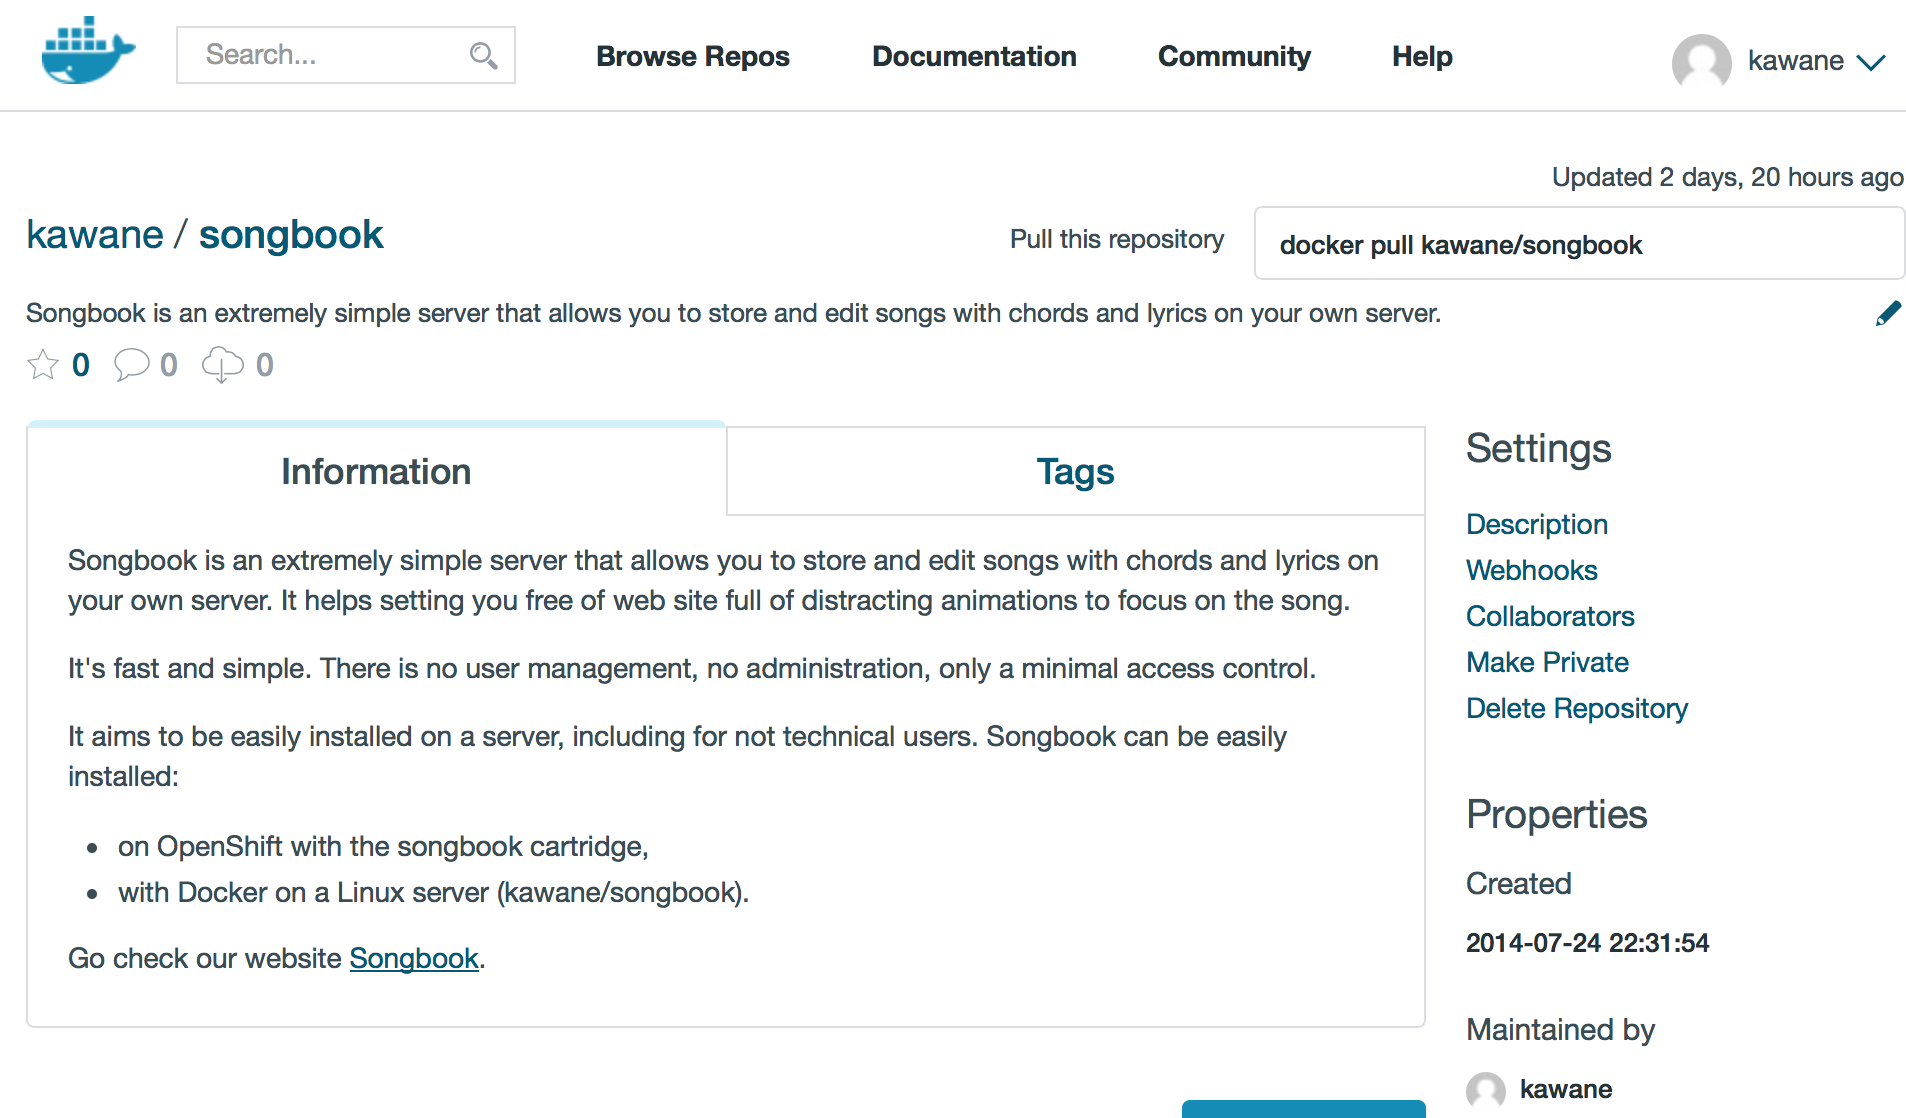 Search...
Browse Repos
Documentation
Community
Help
kawane
Updated 2 days, 20 hours ago
kawane / songbook
Pull this repository
docker pull kawane/songbook
Songbook is an extremely simple server that allows you to store and edit songs with chords and lyrics on your own server.
0 0 0
Information
Tags
Songbook is an extremely simple server that allows you to store and edit songs with chords and lyrics on
your own server. It helps setting you free of web site full of distracting animations to focus on the song.
It's fast and simple. There is no user management, no administration, only a minimal access control.
It aims to be easily installed on a server, including for not technical users. Songbook can be easily
installed:
• on OpenShift with the songbook cartridge,
• with Docker on a Linux server (kawane/songbook).
Go check our website Songbook.
Settings
Description
Webhooks
Collaborators
Make Private
Delete Repository
Properties
Created
2014-07-24 22:31:54
Maintained by
kawane